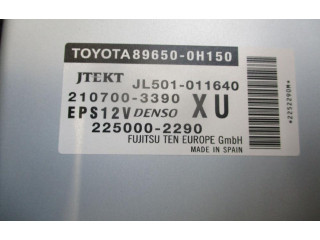 TOYOTA 89650-0H150
JTEKT JL501-011640
210700-3390 XU
EPS12V DENSO
225000-2290
FUJITSU TEN EUROPE GmbH
MADE IN SPAIN
*2252290M*